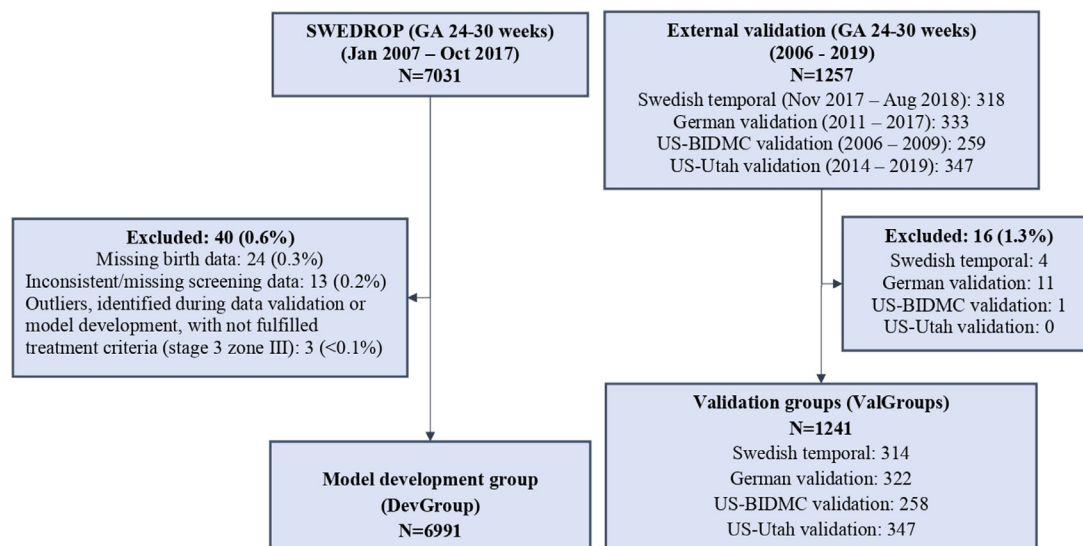 SWEDROP (GA 24-30 weeks)
(Jan 2007 – Oct 2017)
N=7031
External validation (GA 24-30 weeks)
(2006 - 2019)
N=1257
Swedish temporal (Nov 2017 – Aug 2018): 318
German validation (2011 – 2017): 333
US-BIDMC validation (2006 – 2009): 259
US-Utah validation (2014 – 2019): 347
Excluded: 40 (0.6%)
Missing birth data: 24 (0.3%)
Inconsistent/missing screening data: 13 (0.2%)
Outliers, identified during data validation or
model development, with not fulfilled
treatment criteria (stage 3 zone III): 3 (<0.1%)
Excluded: 16 (1.3%)
Swedish temporal: 4
German validation: 11
US-BIDMC validation: 1
US-Utah validation: 0
Model development group
(DevGroup)
N=6991
Validation groups (ValGroups)
N=1241
Swedish temporal: 314
German validation: 322
US-BIDMC validation: 258
US-Utah validation: 347